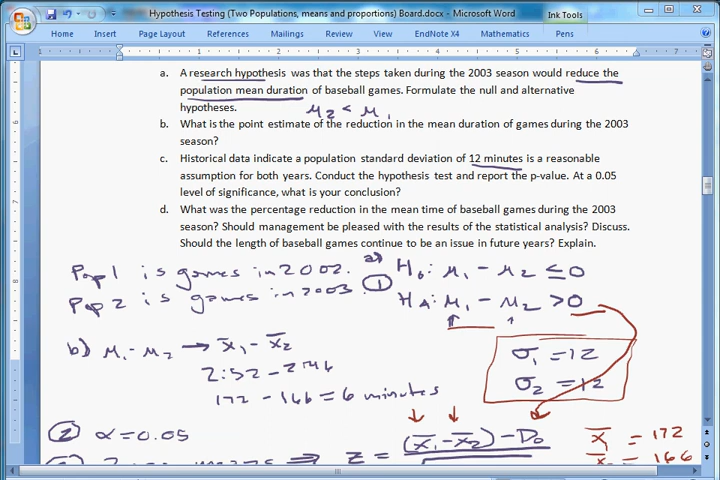 Hypothesis Testing (Two Populations, means and proportions) Board.docx - Microsoft Word
Ink Tools
Home Insert Page Layout References Mailings Review View EndNote X4 Mathematics Pens
a. A research hypothesis was that the steps taken during the 2003 season would reduce the
population mean duration of baseball games. Formulate the null and alternative
hypotheses.
μ2 < μ1
b. What is the point estimate of the reduction in the mean duration of games during the 2003
season?
c. Historical data indicate a population standard deviation of 12 minutes is a reasonable
assumption for both years. Conduct the hypothesis test and report the p-value. At a 0.05
level of significance, what is your conclusion?
d. What was the percentage reduction in the mean time of baseball games during the 2003
season? Should management be pleased with the results of the statistical analysis? Discuss.
Should the length of baseball games continue to be an issue in future years? Explain.
Pop 1 is games in 2002.
Pop 2 is games in 2003.
a)
① H0: μ1 - μ2 ≤ 0
HA: μ1 - μ2 > 0
b) μ1 - μ2 → x̄1 - x̄2
2:52 - 2:46
172 - 166 = 6 minutes
σ1 = 12
σ2 = 12
② α = 0.05
z = (x̄1 - x̄2) - D0
x̄1 = 172
= 166